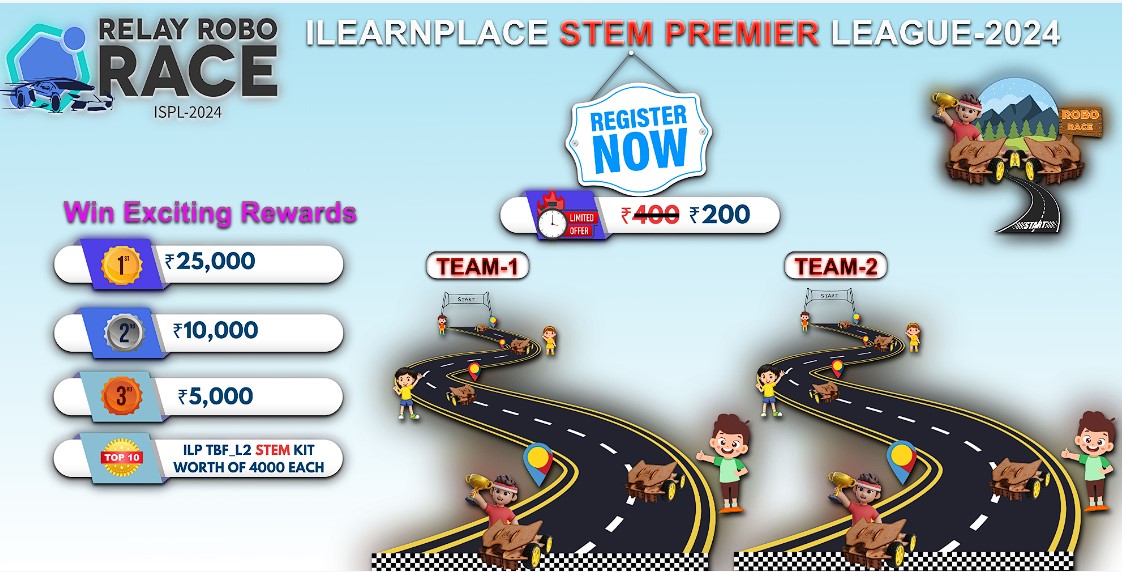 RELAY ROBO
RACE
ISPL-2024
ILEARNPLACE STEM PREMIER LEAGUE-2024
REGISTER
NOW
LIMITED
OFFER
₹400 ₹200
ROBO
RACE
START
Win Exciting Rewards
1ST ₹25,000
2ND ₹10,000
3RD ₹5,000
TOP 10
ILP TBF_L2 STEM KIT
WORTH OF 4000 EACH
TEAM-1
START
TEAM-2
START